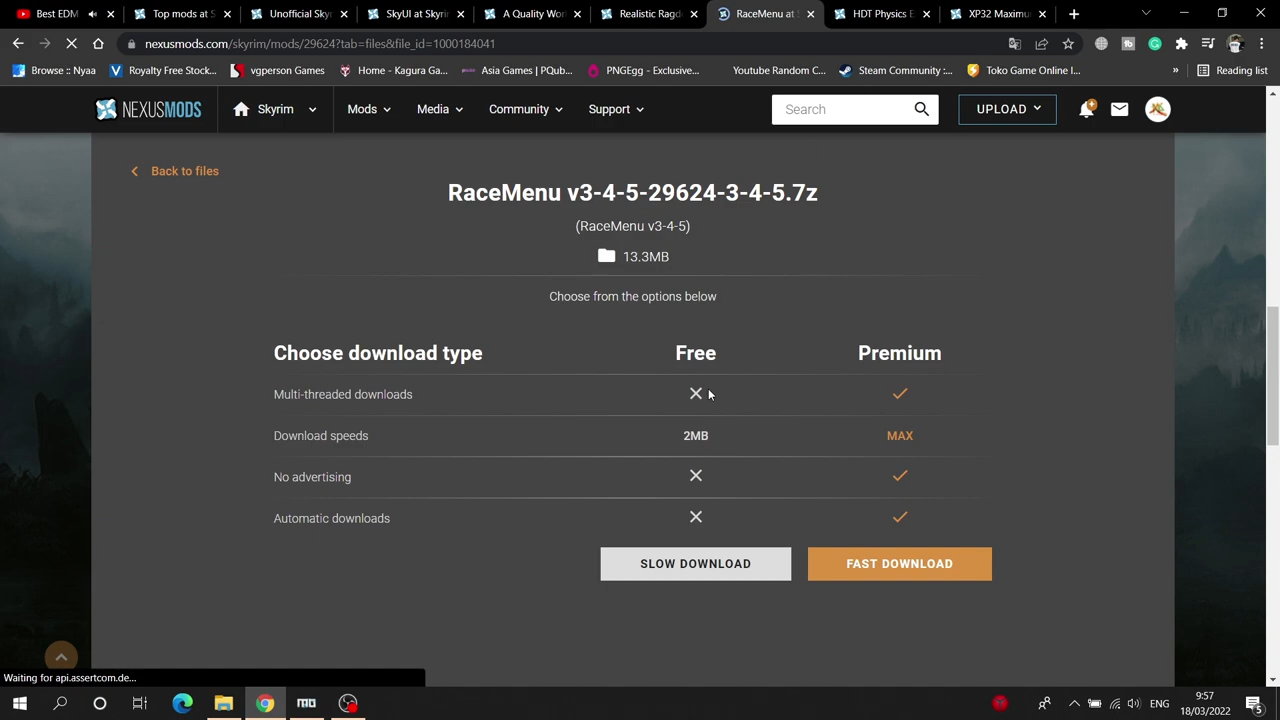 Best EDM
Top mods at S
Unofficial Sky
SkyUI at Skyrin
A Quality Wor
Realistic Ragd
RaceMenu at S
HDT Physics E
XP32 Maximu
nexusmods.com/skyrim/mods/29624?tab=files&file_id=1000184041
Browse :: Nyaa
Royalty Free Stock...
vgperson Games
Home - Kagura Ga...
Asia Games | PQub...
PNGEgg - Exclusive...
Youtube Random C...
Steam Community :...
Toko Game Online I...
»
Reading list
NEXUSMODS
Skyrim
Mods
Media
Community
Support
Search
UPLOAD
Back to files
RaceMenu v3-4-5-29624-3-4-5.7z
(RaceMenu v3-4-5)
13.3MB
Choose from the options below
Choose download type Free Premium
Multi-threaded downloads
Download speeds 2MB MAX
No advertising
Automatic downloads
SLOW DOWNLOAD FAST DOWNLOAD
Waiting for api.assertcom.de...
ENG
9:57
18/03/2022
5